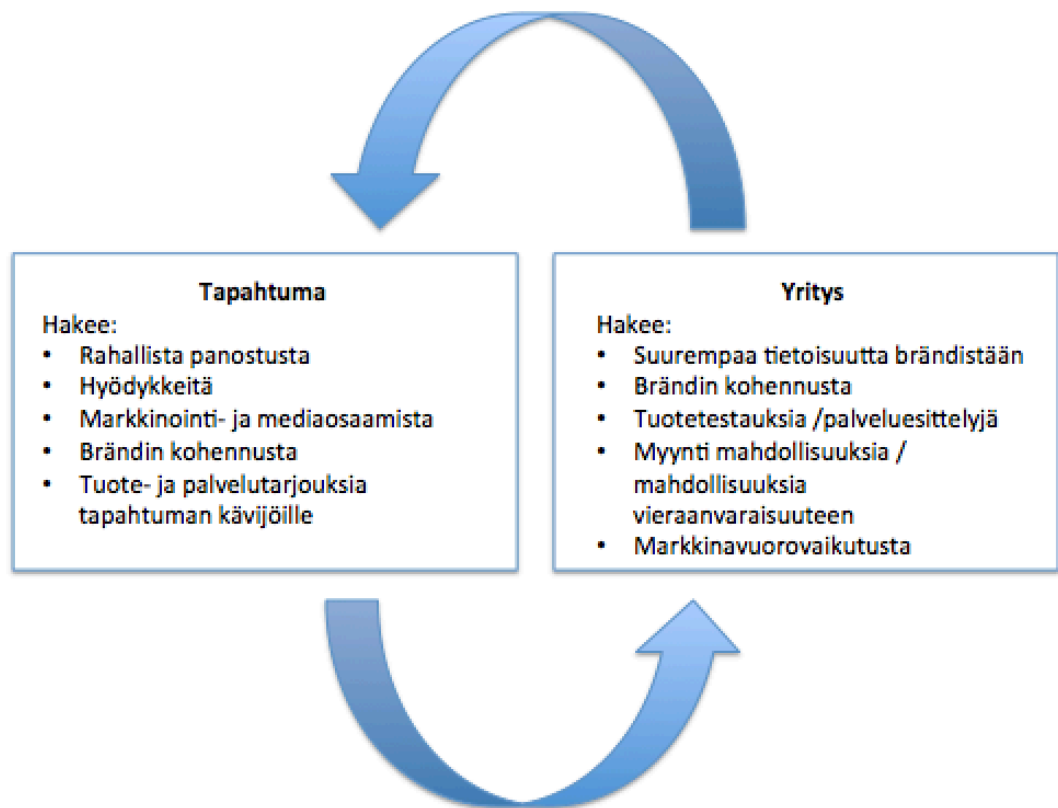 Tapahtuma
Hakee:
• Rahallista panostusta
• Hyödykkeitä
• Markkinointi- ja mediaosaamista
• Brändin kohennusta
• Tuote- ja palvelutarjouksia
tapahtuman kävijöille
Yritys
Hakee:
• Suurempaa tietoisuutta brändistään
• Brändin kohennusta
• Tuotetestauksia /palveluesittelyjä
• Myynti mahdollisuuksia /
mahdollisuuksia
vieraanvaraisuuteen
• Markkinavuorovaikutusta